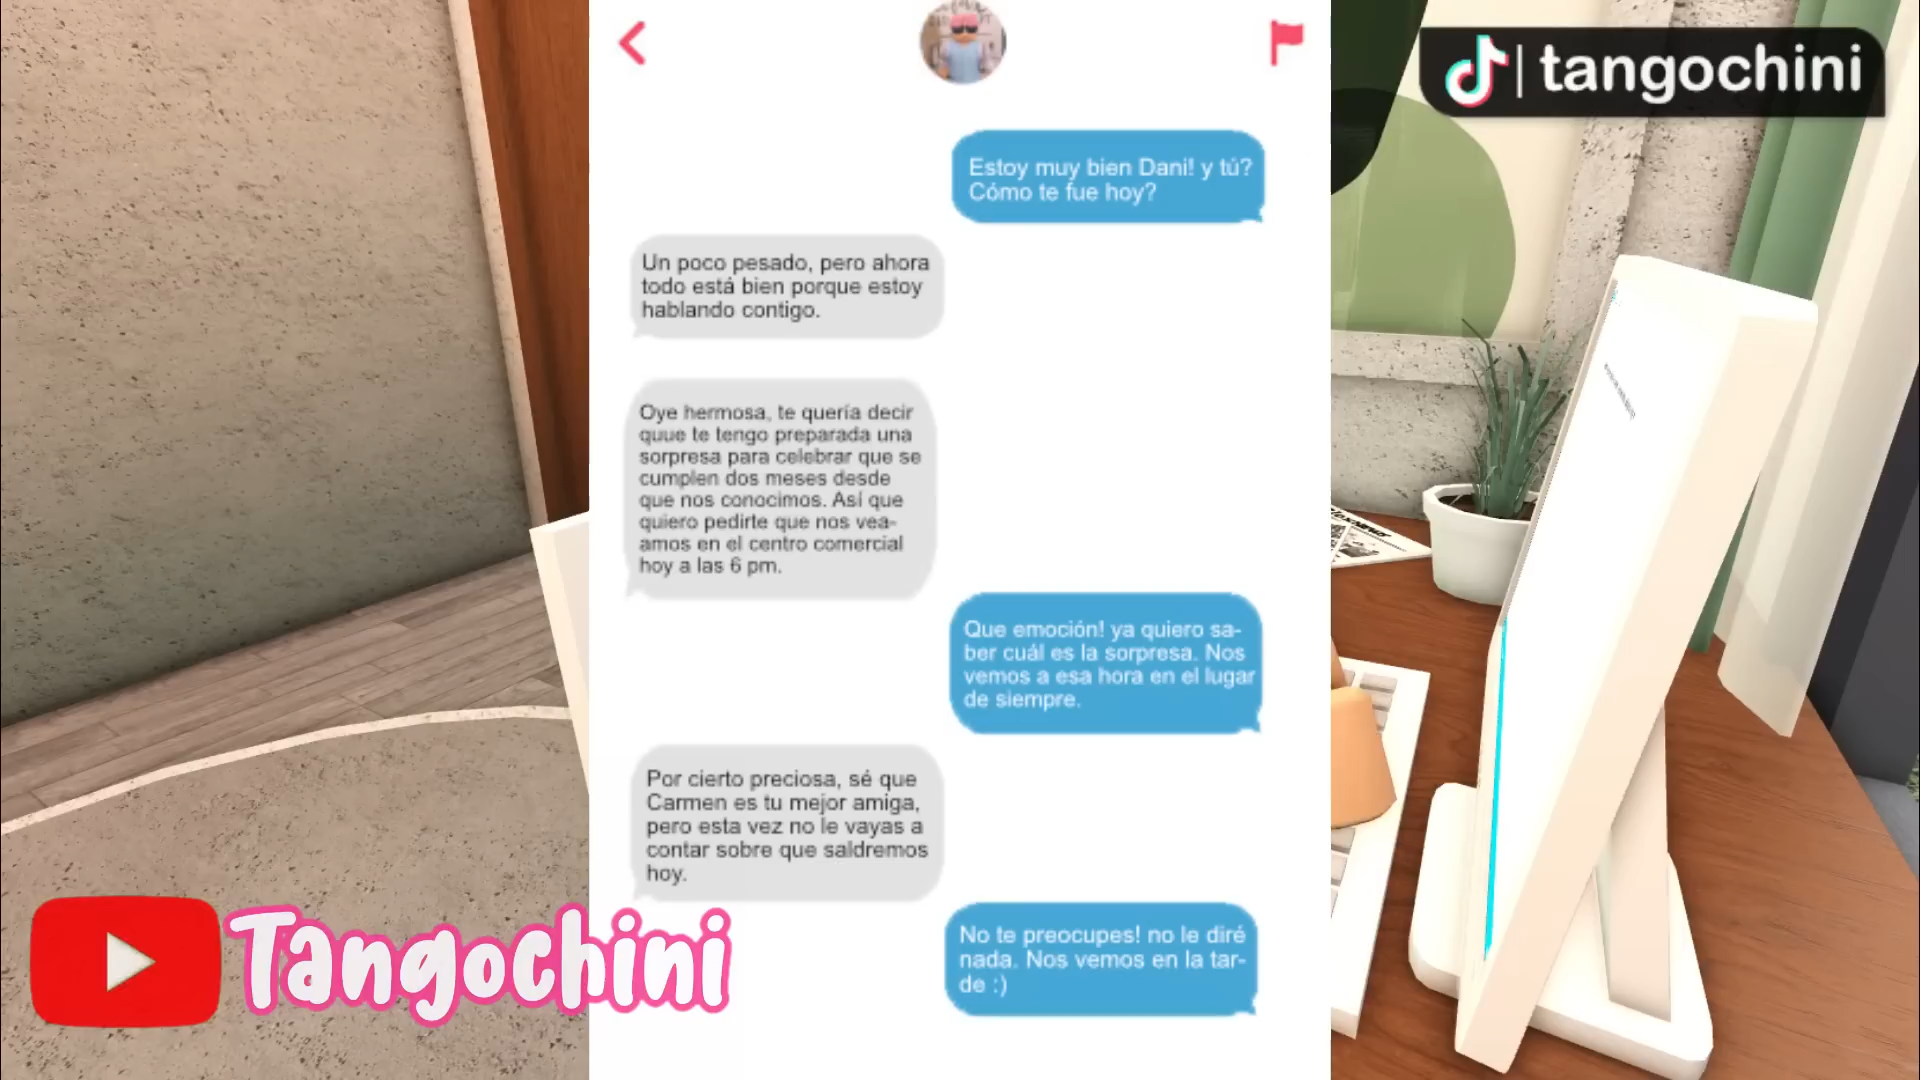 tangochini
Estoy muy bien Dani! y tú?
Cómo te fue hoy?
Un poco pesado, pero ahora
todo está bien porque estoy
hablando contigo.
Oye hermosa, te quería decir
quue te tengo preparada una
sorpresa para celebrar que se
cumplen dos meses desde
que nos conocimos. Así que
quiero pedirte que nos vea-
amos en el centro comercial
hoy a las 6 pm.
Que emoción! ya quiero sa-
ber cuál es la sorpresa. Nos
vemos a esa hora en el lugar
de siempre.
Por cierto preciosa, sé que
Carmen es tu mejor amiga,
pero esta vez no le vayas a
contar sobre que saldremos
hoy.
No te preocupes! no le diré
nada. Nos vemos en la tar-
de :)
Tangochini